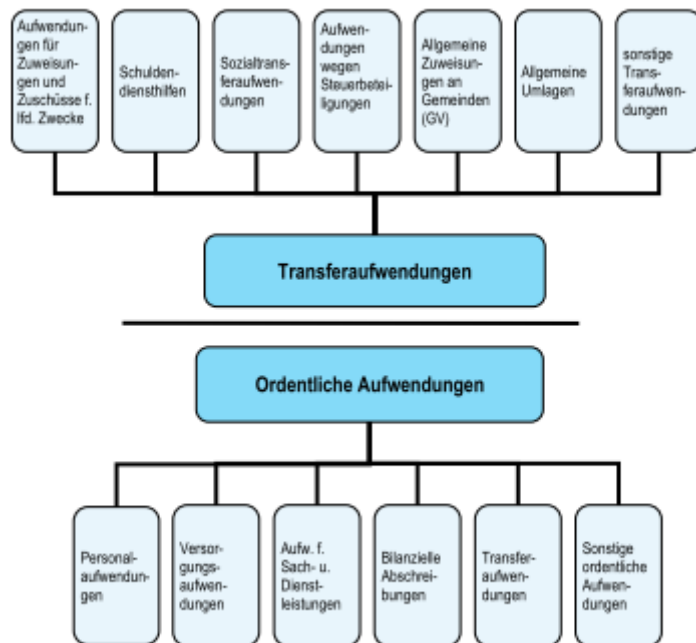 Aufwendun-
gen für
Zuweisun-
gen und
Zuschüsse f.
lfd. Zwecke
Schulden-
diensthilfen
Sozialtrans-
feraufwen-
dungen
Aufwen-
dungen
wegen
Steuerbetei-
ligungen
Allgemeine
Zuweisun-
gen an
Gemeinden
(GV)
Allgemeine
Umlagen
sonstige
Trans-
feraufwen-
dungen
Transferaufwendungen
Ordentliche Aufwendungen
Personal-
aufwendun-
gen
Versor-
gungs-
aufwen-
dungen
Aufw. f.
Sach- u.
Dienst-
leistungen
Bilanzielle
Abschrei-
bungen
Transfer-
aufwen-
dungen
Sonstige
ordentliche
Aufwen-
dungen